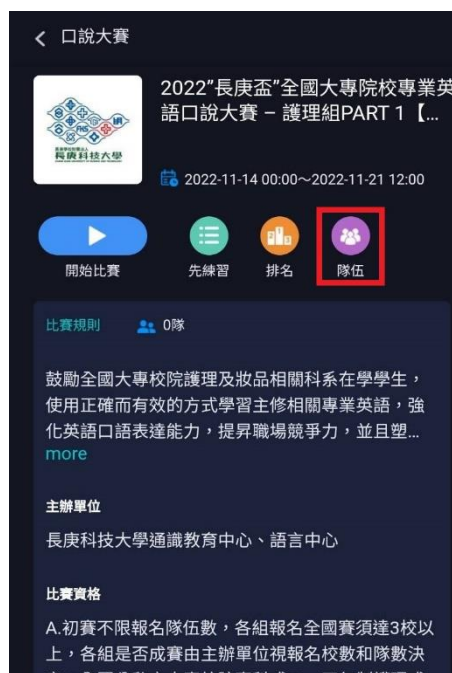 口說大賽
2022”長庚盃”全國大專院校專業英
語口說大賽 – 護理組PART 1【...
長庚科技大學
2022-11-14 00:00～2022-11-21 12:00
開始比賽
先練習
排名
隊伍
比賽規則
0隊
鼓勵全國大專校院護理及妝品相關科系在學學生，
使用正確而有效的方式學習主修相關專業英語，強
化英語口語表達能力，提昇職場競爭力，並且塑...
more
主辦單位
長庚科技大學通識教育中心、語言中心
比賽資格
A.初賽不限報名隊伍數，各組報名全國賽須達3校以
上，各組是否成賽由主辦單位視報名校數和隊數決